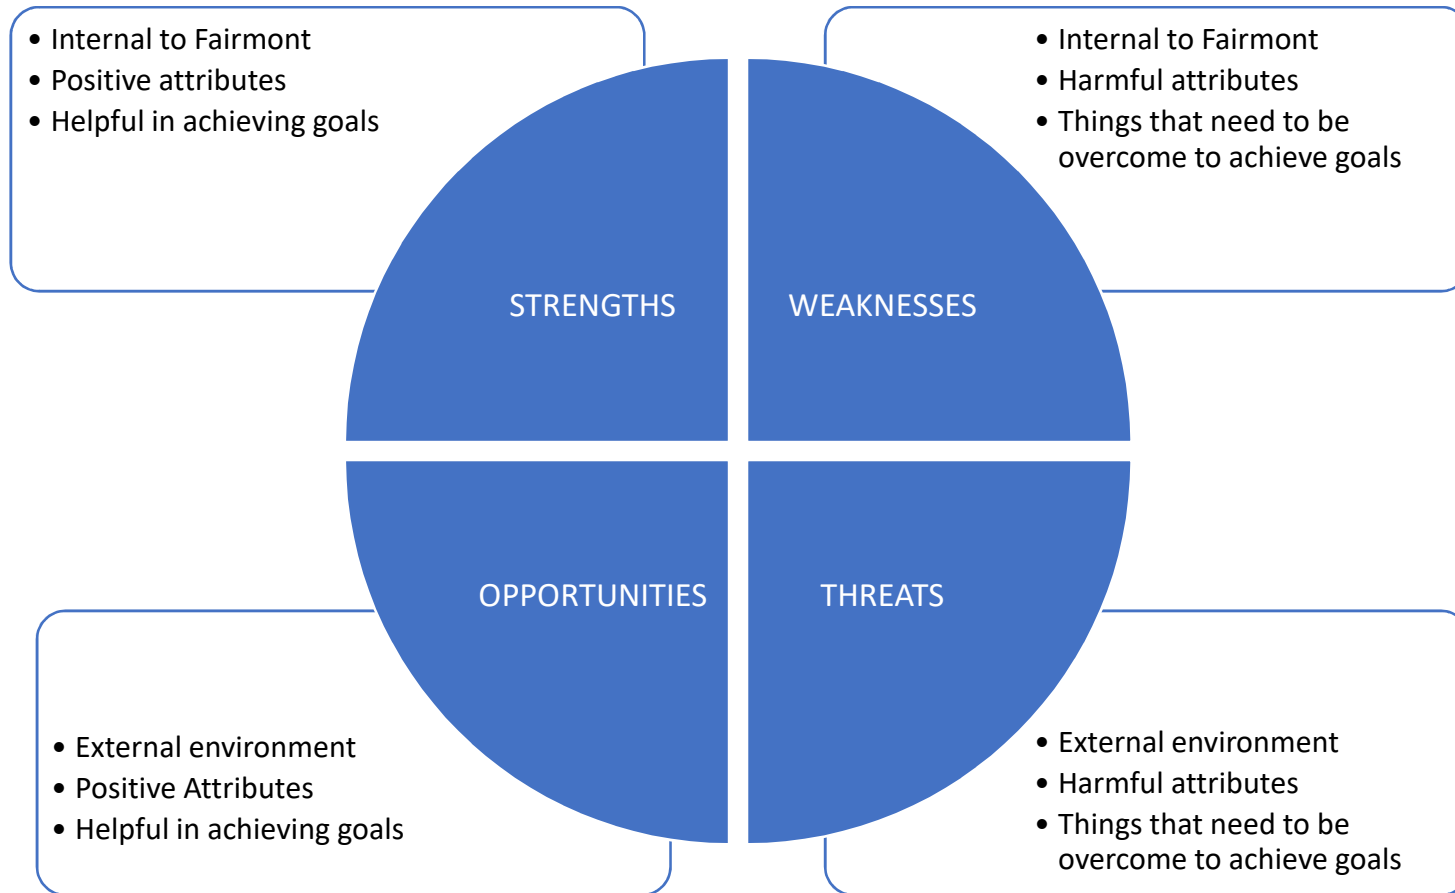 • Internal to Fairmont
• Positive attributes
• Helpful in achieving goals
• Internal to Fairmont
• Harmful attributes
• Things that need to be
overcome to achieve goals
STRENGTHS
WEAKNESSES
OPPORTUNITIES
THREATS
• External environment
• Positive Attributes
• Helpful in achieving goals
• External environment
• Harmful attributes
• Things that need to be
overcome to achieve goals